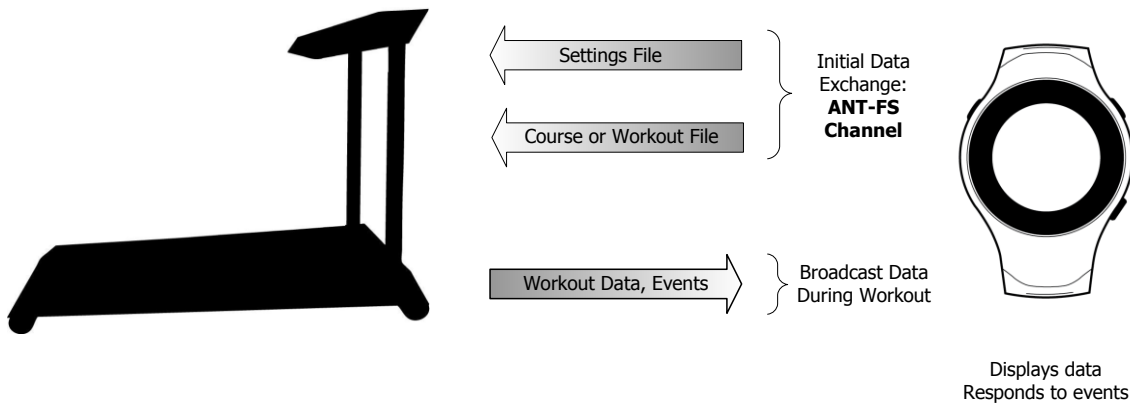 Settings File
Initial Data
Exchange:
ANT-FS
Channel
Course or Workout File
Workout Data, Events
Broadcast Data
During Workout
Displays data
Responds to events